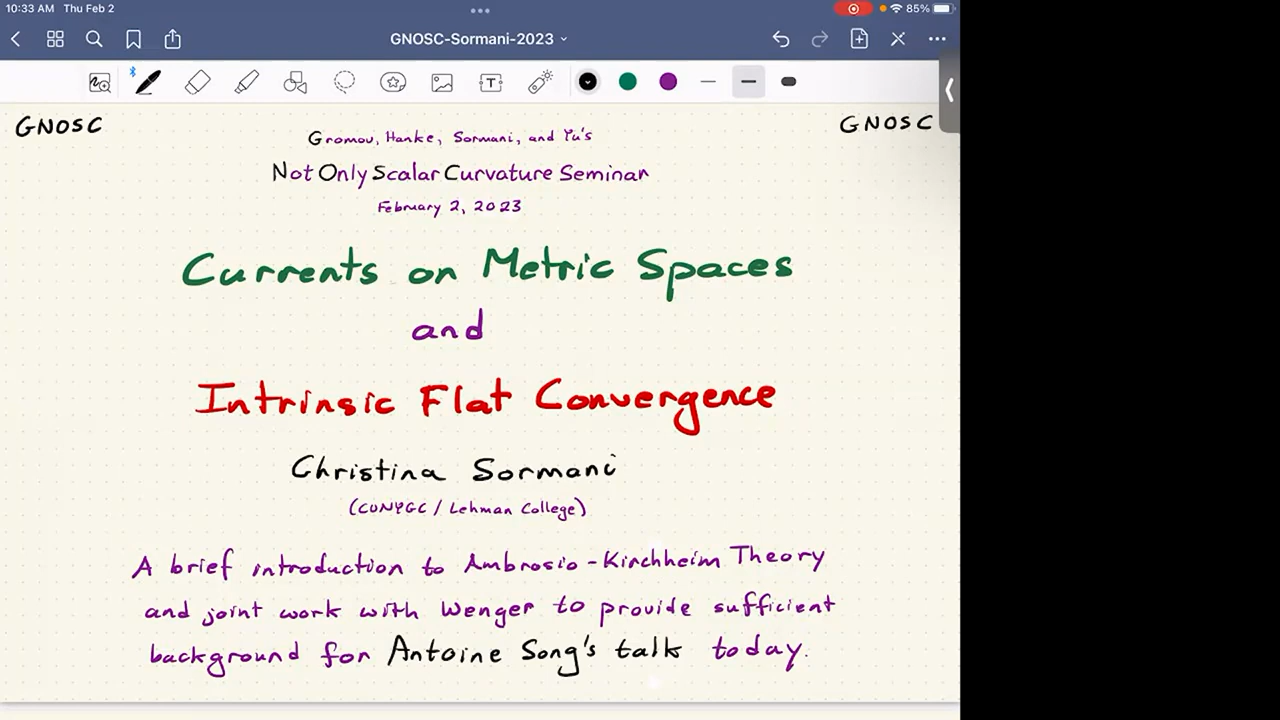 10:33 AM Thu Feb 2
85%
GNOSC-Sormani-2023
GNOSC
GNOSC
Gromov, Hanke, Sormani, and Yu's
Not Only Scalar Curvature Seminar
February 2, 2023
Currents on Metric Spaces
and
Intrinsic Flat Convergence
Christina Sormani
(CUNYGC / Lehman College)
A brief introduction to Ambrosio-Kirchheim Theory
and joint work with Wenger to provide sufficient
background for Antoine Song's talk today.